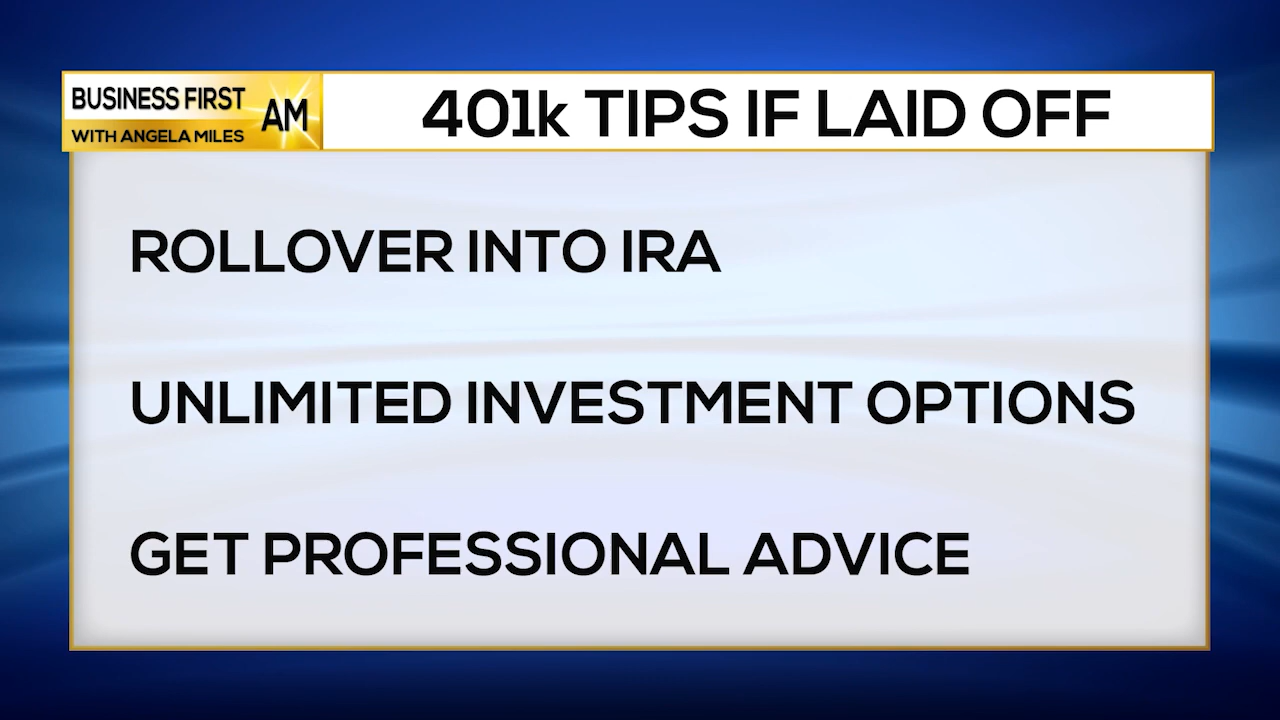 BUSINESS FIRST
AM
WITH ANGELA MILES
401k TIPS IF LAID OFF
ROLLOVER INTO IRA
UNLIMITED INVESTMENT OPTIONS
GET PROFESSIONAL ADVICE